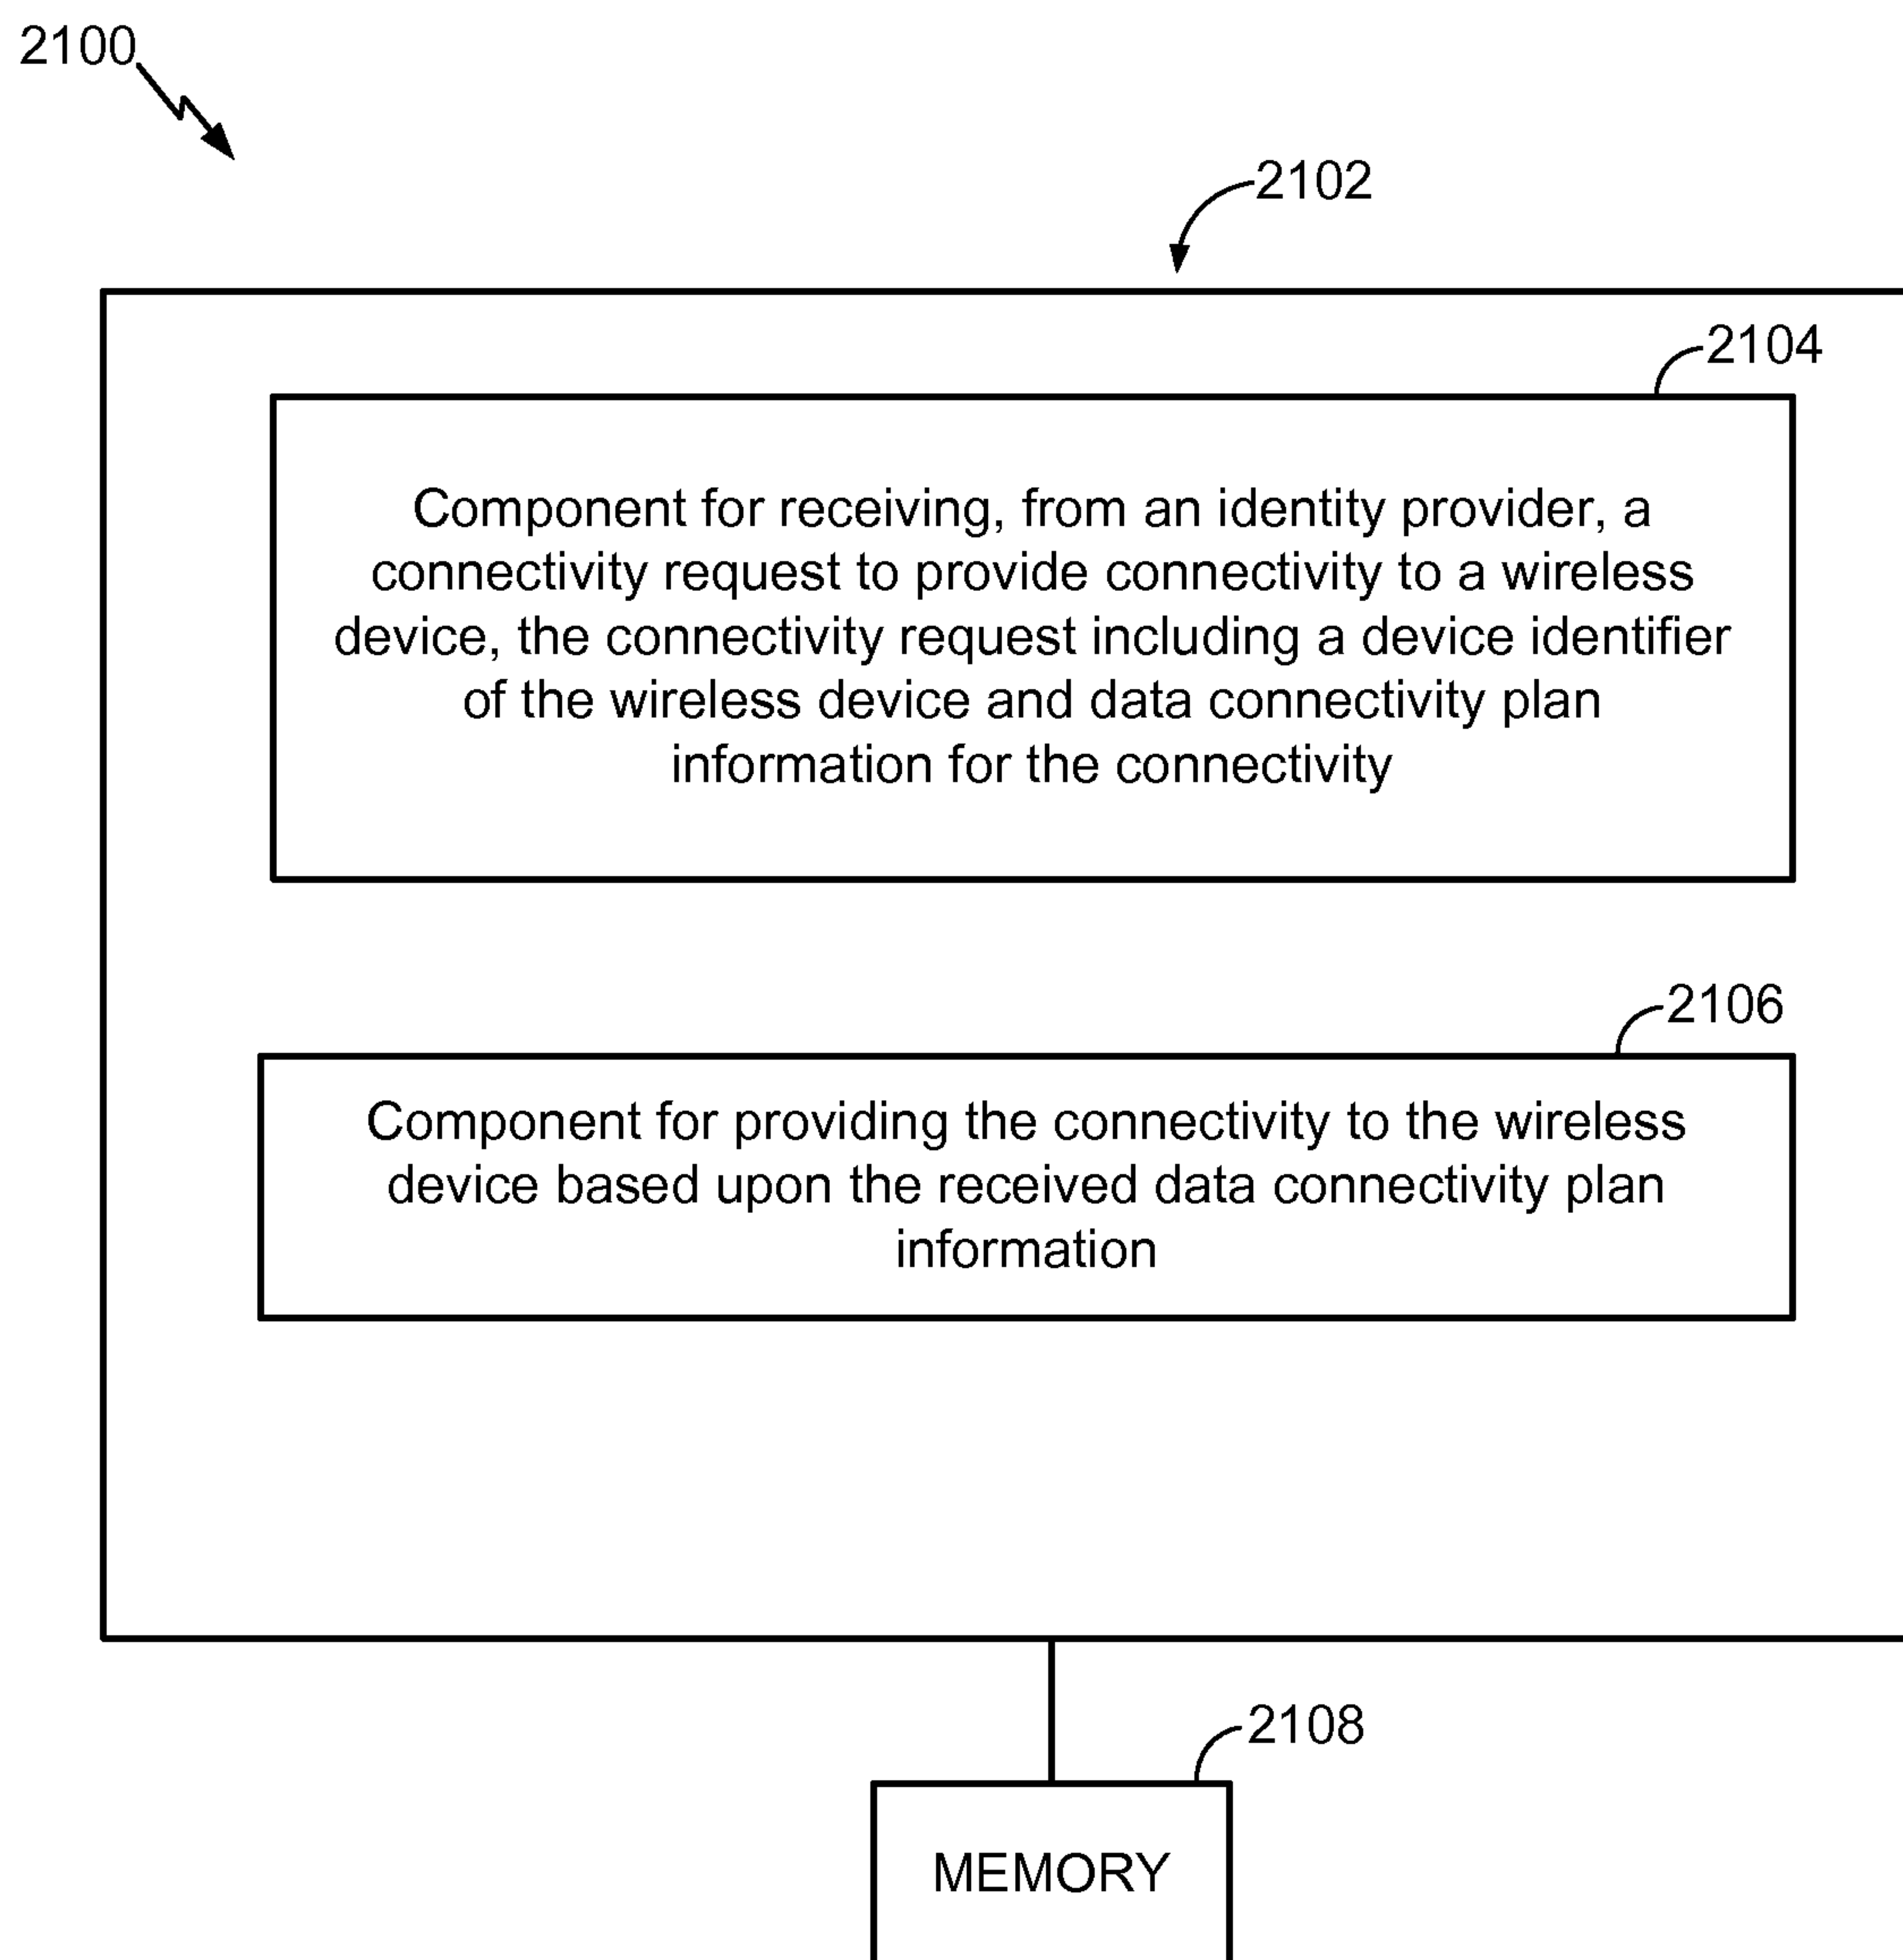 2100
2102
2104
Component for receiving, from an identity provider, a
connectivity request to provide connectivity to a wireless
device, the connectivity request including a device identifier
of the wireless device and data connectivity plan
information for the connectivity
2106
Component for providing the connectivity to the wireless
device based upon the received data connectivity plan
information
2108
MEMORY